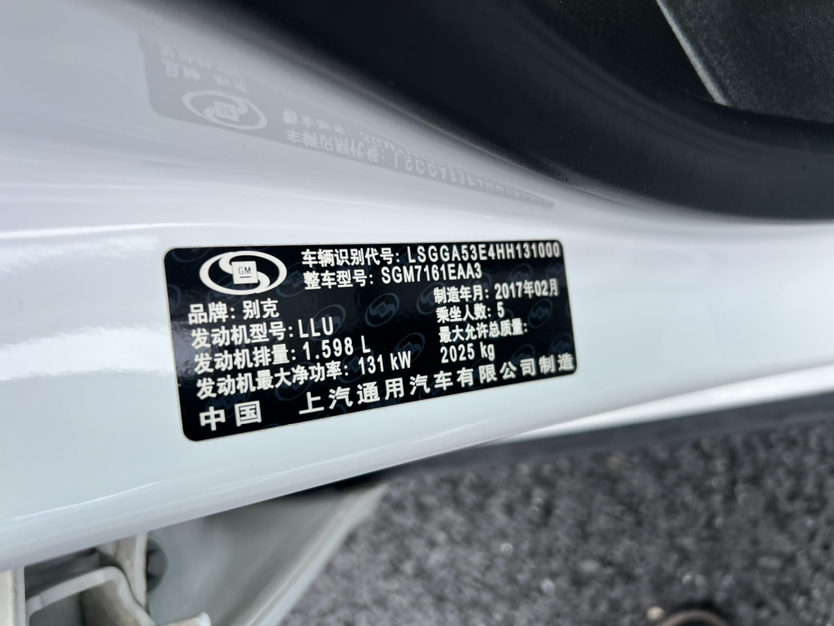 车辆识别代号: LSGGA53E4HH131000
整车型号: SGM7161EAA3
GM
品牌: 别克
制造年月: 2017年02月
发动机型号: LLU
乘坐人数: 5
发动机排量: 1.598 L
最大允许总质量:
2025 kg
发动机最大净功率: 131 kW
中国 上汽通用汽车有限公司制造